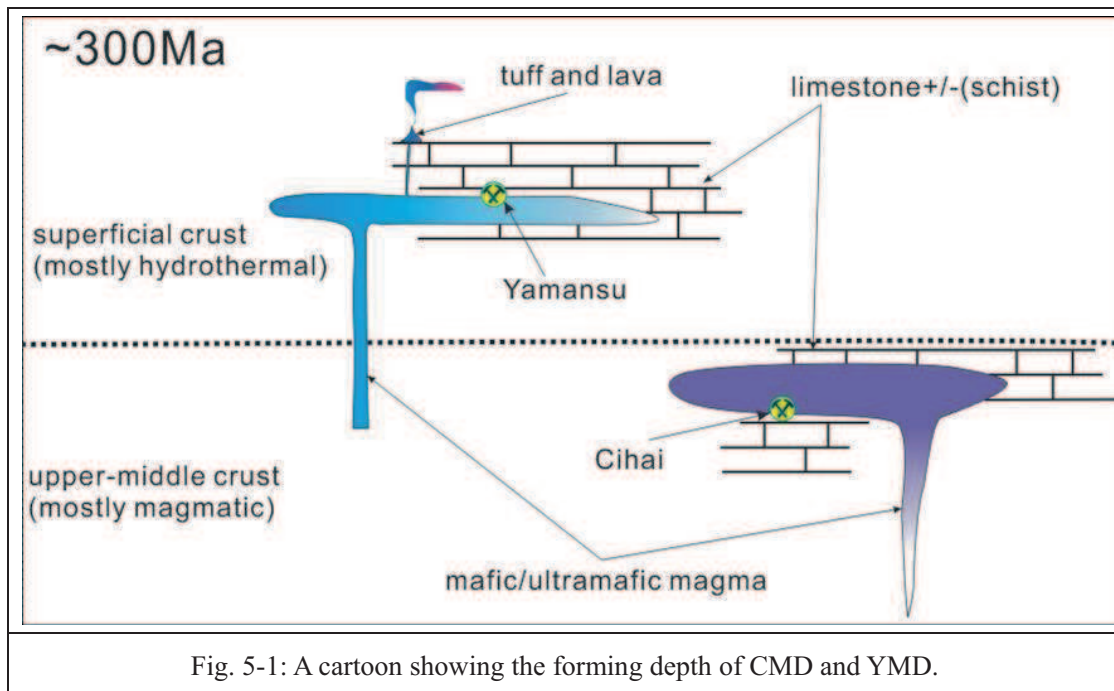 ~300Ma
tuff and lava
limestone+/-(schist)
superficial crust
(mostly hydrothermal)
Yamansu
Cihai
upper-middle crust
(mostly magmatic)
mafic/ultramafic magma
Fig. 5-1: A cartoon showing the forming depth of CMD and YMD.